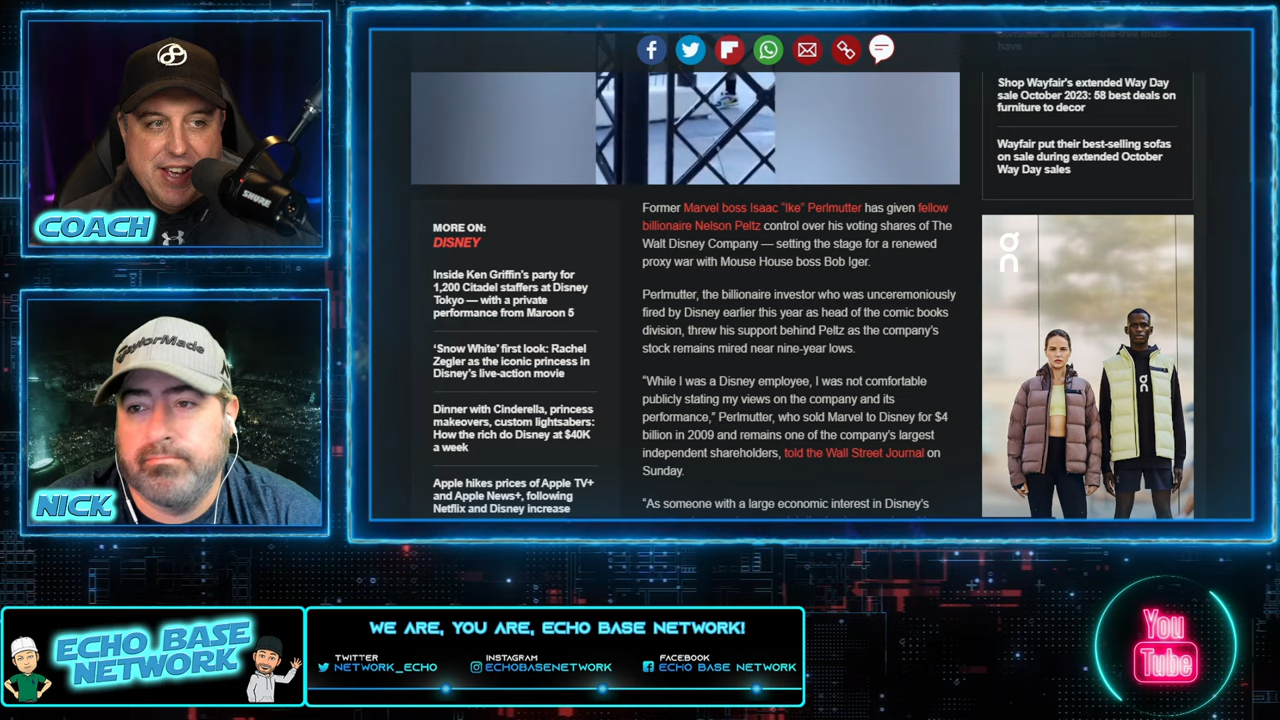 COACH
SHURE
TaylorMade
NICK
have
Shop Wayfair's extended Way Day
sale October 2023: 58 best deals on
furniture to decor
Wayfair put their best-selling sofas
on sale during extended October
Way Day sales
MORE ON:
DISNEY
Inside Ken Griffin's party for
1,200 Citadel staffers at Disney
Tokyo — with a private
performance from Maroon 5
‘Snow White’ first look: Rachel
Zegler as the iconic princess in
Disney's live-action movie
Dinner with Cinderella, princess
makeovers, custom lightsabers:
How the rich do Disney at $40K
a week
Apple hikes prices of Apple TV+
and Apple News+, following
Netflix and Disney increase
Former Marvel boss Isaac “Ike” Perlmutter has given fellow
billionaire Nelson Peltz control over his voting shares of The
Walt Disney Company — setting the stage for a renewed
proxy war with Mouse House boss Bob Iger.
Perlmutter, the billionaire investor who was unceremoniously
fired by Disney earlier this year as head of the comic books
division, threw his support behind Peltz as the company's
stock remains mired near nine-year lows.
“While I was a Disney employee, I was not comfortable
publicly stating my views on the company and its
performance,” Perlmutter, who sold Marvel to Disney for $4
billion in 2009 and remains one of the company's largest
independent shareholders, told the Wall Street Journal on
Sunday.
“As someone with a large economic interest in Disney's
on
ECHO BASE
NETWORK
WE ARE, YOU ARE, ECHO BASE NETWORK!
TWITTER
NETWORK_ECHO
INSTAGRAM
ECHOBASENETWORK
FACEBOOK
ECHO BASE NETWORK
You
Tube